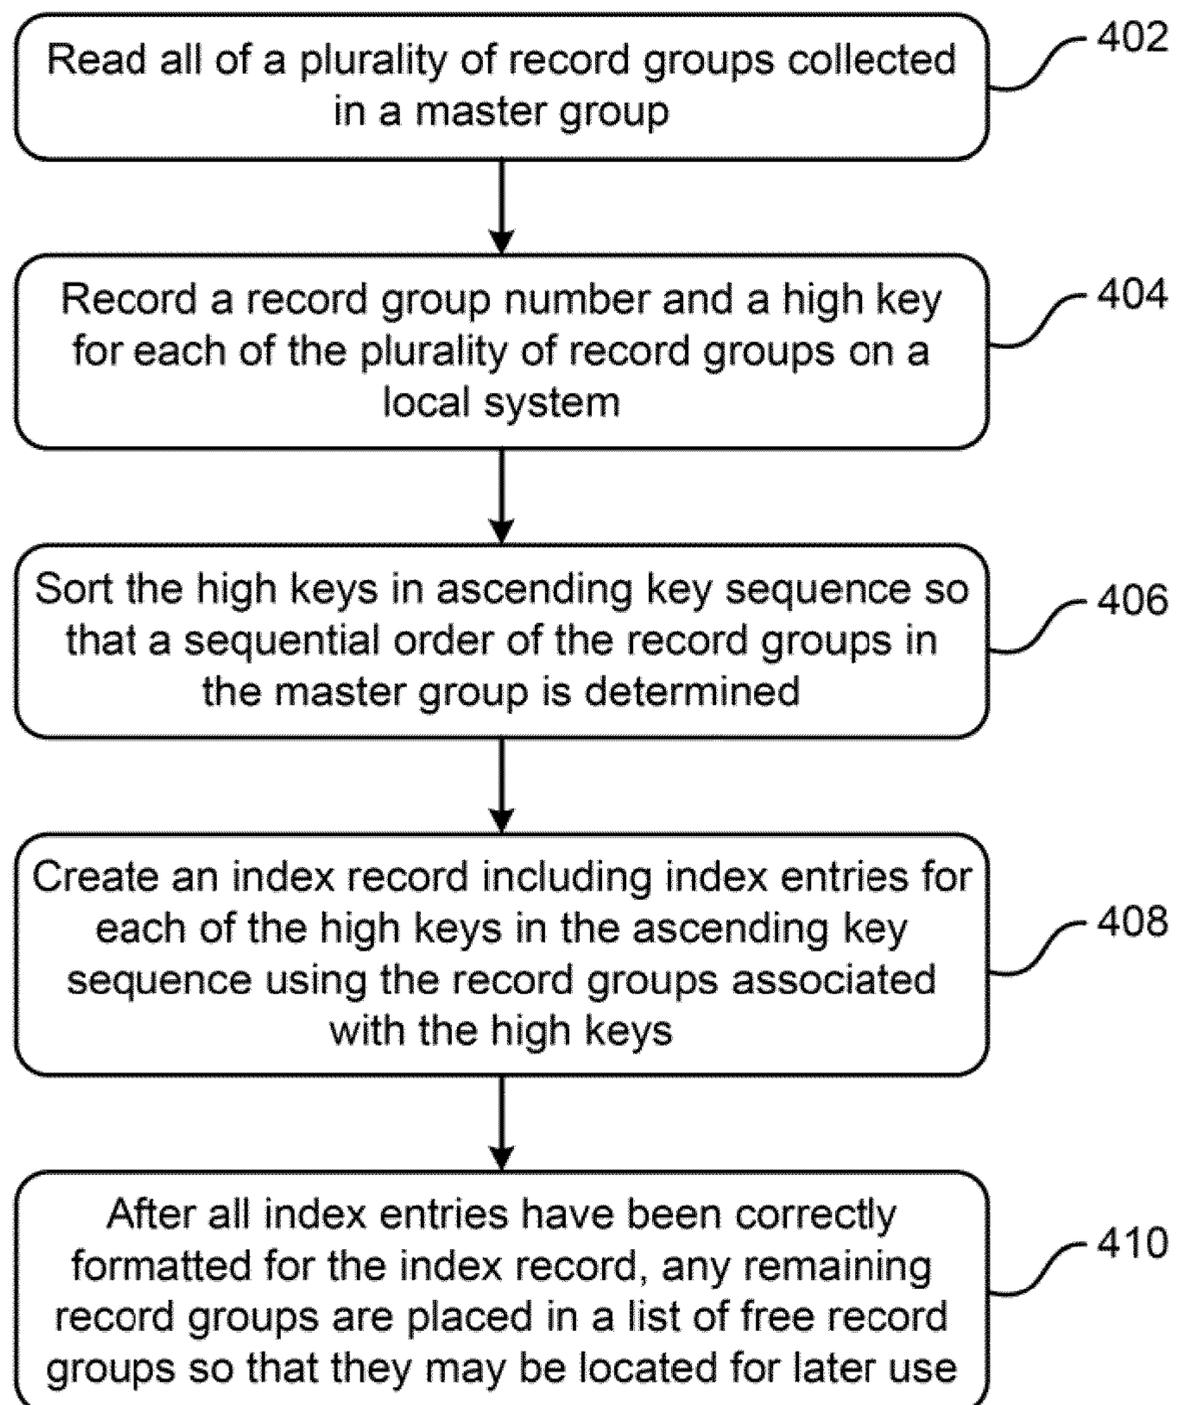 Read all of a plurality of record groups collected
in a master group
402
Record a record group number and a high key
for each of the plurality of record groups on a
local system
404
Sort the high keys in ascending key sequence so
that a sequential order of the record groups in
the master group is determined
406
Create an index record including index entries for
each of the high keys in the ascending key
sequence using the record groups associated
with the high keys
408
After all index entries have been correctly
formatted for the index record, any remaining
record groups are placed in a list of free record
groups so that they may be located for later use
410